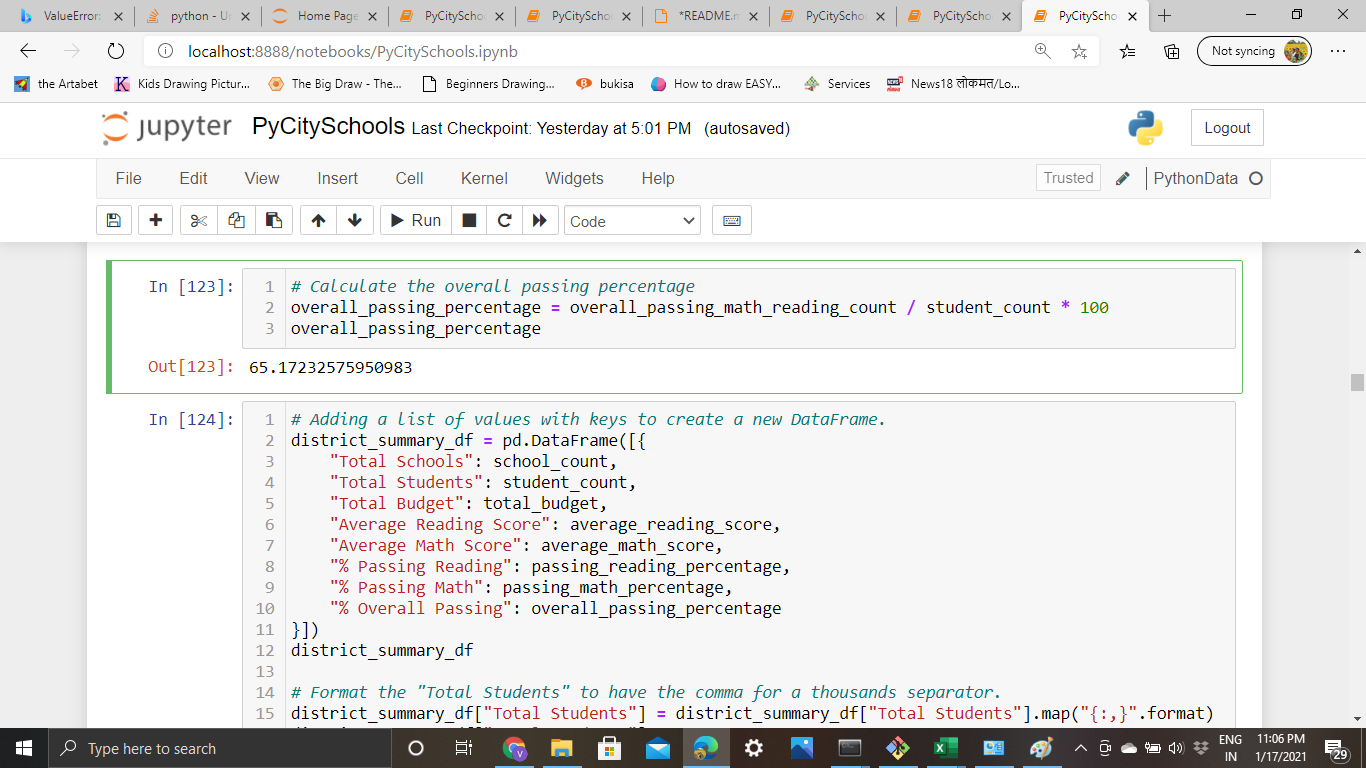 ValueError:
python - Un
Home Page
PyCitySchoo
PyCitySchoo
*README.m
PyCityScho
PyCityScho
PyCityScho
localhost:8888/notebooks/PyCitySchools.ipynb
Not syncing
the Artabet
Kids Drawing Pictur...
The Big Draw - The...
Beginners Drawing...
bukisa
How to draw EASY...
Services
News18 लोकमत/Lo...
jupyter PyCitySchools Last Checkpoint: Yesterday at 5:01 PM (autosaved)
Logout
File Edit View Insert Cell Kernel Widgets Help
Trusted
PythonData
Run
Code
In [123]:
1 # Calculate the overall passing percentage
2 overall_passing_percentage = overall_passing_math_reading_count / student_count * 100
3 overall_passing_percentage
Out[123]: 65.17232575950983
In [124]:
1 # Adding a list of values with keys to create a new DataFrame.
2 district_summary_df = pd.DataFrame([{
3 "Total Schools": school_count,
4 "Total Students": student_count,
5 "Total Budget": total_budget,
6 "Average Reading Score": average_reading_score,
7 "Average Math Score": average_math_score,
8 "% Passing Reading": passing_reading_percentage,
9 "% Passing Math": passing_math_percentage,
10 "% Overall Passing": overall_passing_percentage
11 }])
12 district_summary_df
13
14 # Format the "Total Students" to have the comma for a thousands separator.
15 district_summary_df["Total Students"] = district_summary_df["Total Students"].map("{:,}".format)
Type here to search
ENG
IN
11:06 PM
1/17/2021
29